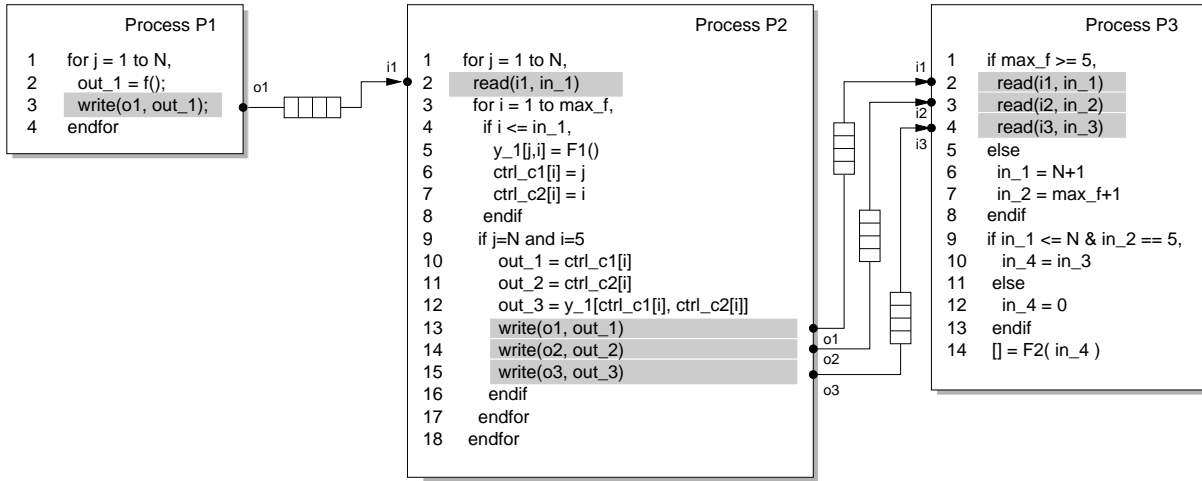 Process P1
1 for j = 1 to N,
2 out_1 = f();
3 write(o1, out_1);
4 endfor
o1
i1
Process P2
1 for j = 1 to N,
2 read(i1, in_1)
3 for i = 1 to max_f,
4 if i <= in_1,
5 y_1[j,i] = F1()
6 ctrl_c1[i] = j
7 ctrl_c2[i] = i
8 endif
9 if j=N and i=5
10 out_1 = ctrl_c1[i]
11 out_2 = ctrl_c2[i]
12 out_3 = y_1[ctrl_c1[i], ctrl_c2[i]]
13 write(o1, out_1)
14 write(o2, out_2)
15 write(o3, out_3)
16 endif
17 endfor
18 endfor
o1
o2
o3
i1
i2
i3
Process P3
1 if max_f >= 5,
2 read(i1, in_1)
3 read(i2, in_2)
4 read(i3, in_3)
5 else
6 in_1 = N+1
7 in_2 = max_f+1
8 endif
9 if in_1 <= N & in_2 == 5,
10 in_4 = in_3
11 else
12 in_4 = 0
13 endif
14 [] = F2( in_4 )